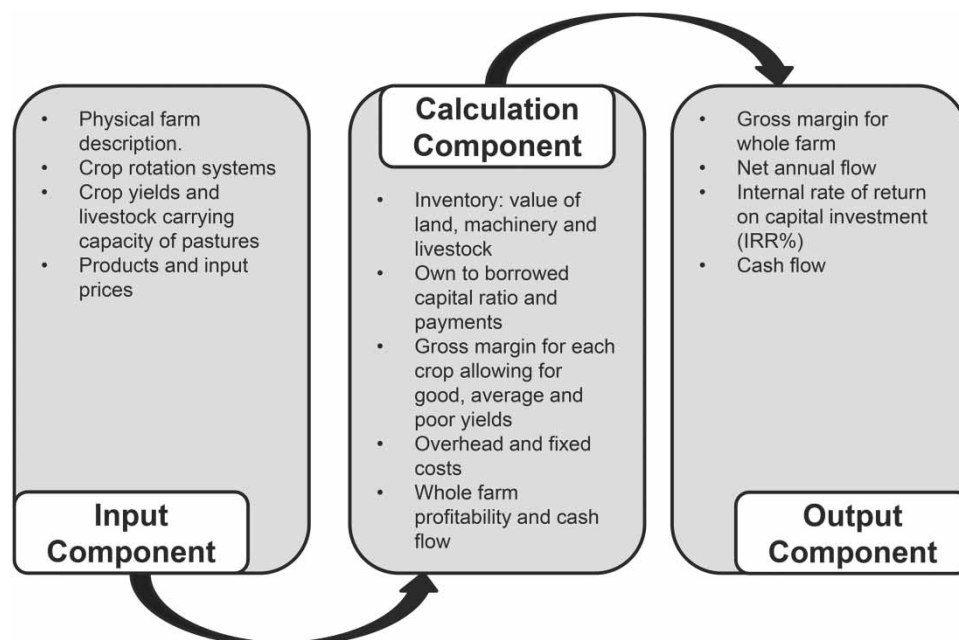 • Physical farm
description.
• Crop rotation systems
• Crop yields and
livestock carrying
capacity of pastures
• Products and input
prices
Input
Component
Calculation
Component
• Inventory: value of
land, machinery and
livestock
• Own to borrowed
capital ratio and
payments
• Gross margin for each
crop allowing for
good, average and
poor yields
• Overhead and fixed
costs
• Whole farm
profitability and cash
flow
• Gross margin for
whole farm
• Net annual flow
• Internal rate of return
on capital investment
(IRR%)
• Cash flow
Output
Component